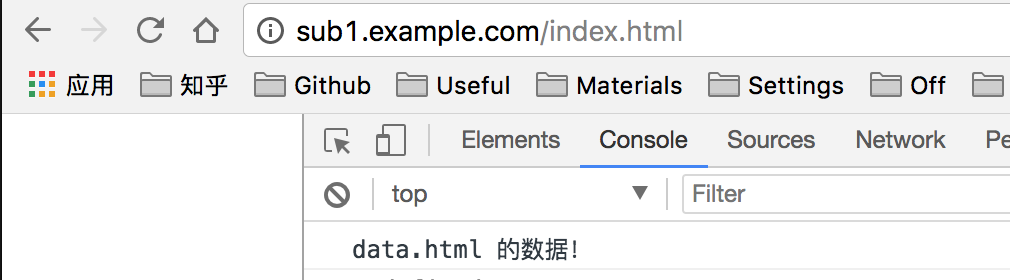 sub1.example.com/index.html
应用 知乎 Github Useful Materials Settings Off
Elements Console Sources Network Pe
top Filter
data.html 的数据!